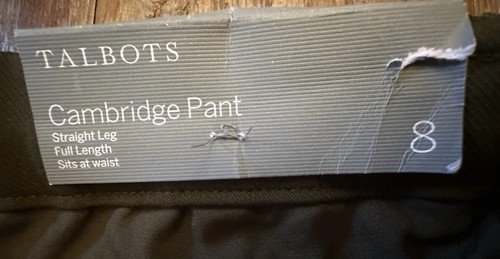 TALBOTS
Cambridge Pant
Straight Leg
Full Length
Sits at waist
8